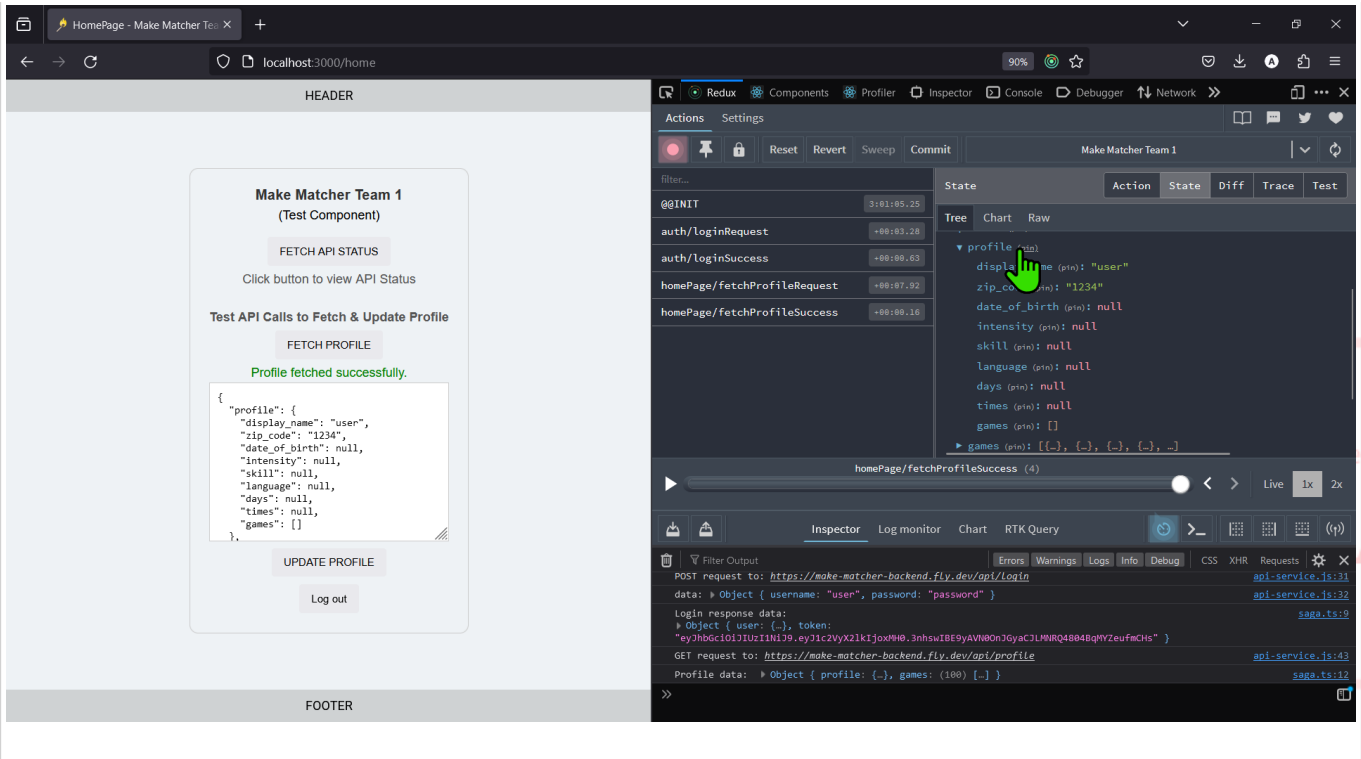 HomePage - Make Matcher Tea
localhost:3000/home
90%
HEADER
Make Matcher Team 1
(Test Component)
FETCH API STATUS
Click button to view API Status
Test API Calls to Fetch & Update Profile
FETCH PROFILE
Profile fetched successfully.
{
"profile": {
"display_name": "user",
"zip_code": "1234",
"date_of_birth": null,
"intensity": null,
"skill": null,
"language": null,
"days": null,
"times": null,
"games": []
},
UPDATE PROFILE
Log out
FOOTER
Redux Components Profiler Inspector Console Debugger Network
Actions Settings
Reset Revert Sweep Commit Make Matcher Team 1
filter...
@@INIT 3:01:05.25
auth/loginRequest +00:03.28
auth/loginSuccess +00:00.63
homePage/fetchProfileRequest +00:07.92
homePage/fetchProfileSuccess +00:00.16
State Action State Diff Trace Test
Tree Chart Raw
profile (pin)
(pin): "user"
"1234"
date_of_birth (pin): null
intensity (pin): null
skill (pin): null
language (pin): null
days (pin): null
times (pin): null
games (pin): []
games (pin): [{…}, {…}, {…}, {…}, …]
homePage/fetchProfileSuccess (4)
Live 1x 2x
Inspector Log monitor Chart RTK Query
Filter Output Errors Warnings Logs Info Debug CSS XHR Requests
POST request to: https://make-matcher-backend.fly.dev/api/login api-service.js:31
data: Object { username: "user", password: "password" } api-service.js:32
Login response data: saga.ts:9
Object { user: {…}, token:
GET request to: https://make-matcher-backend.fly.dev/api/profile api-service.js:43
Profile data: Object { profile: {…}, games: (100) […] } saga.ts:12